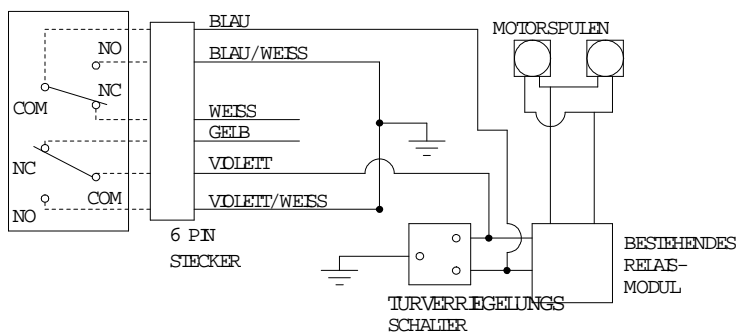 BLAU
MOTORSPULEN
NO
BLAU/WEISS
NC
COM
WEISS
GELB
NC
VIOLETT
COM
NO
VIOLETT/WEISS
6 PIN
STECKER
BESTEHENDES
RELAIS-
MODUL
TURVERRIEGELUNGS
SCHALTER